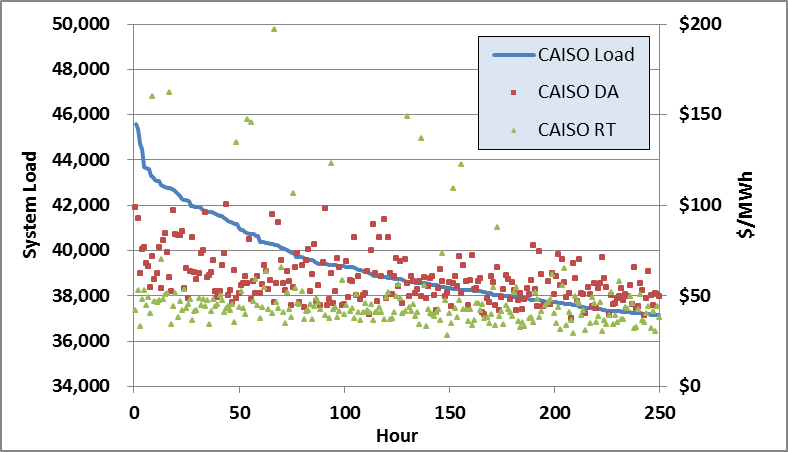 50,000
48,000
46,000
44,000
42,000
40,000
38,000
36,000
34,000
System Load
$200
$150
$100
$50
$0
$/MWh
CAISO Load
CAISO DA
CAISO RT
0 50 100 150 200 250
Hour